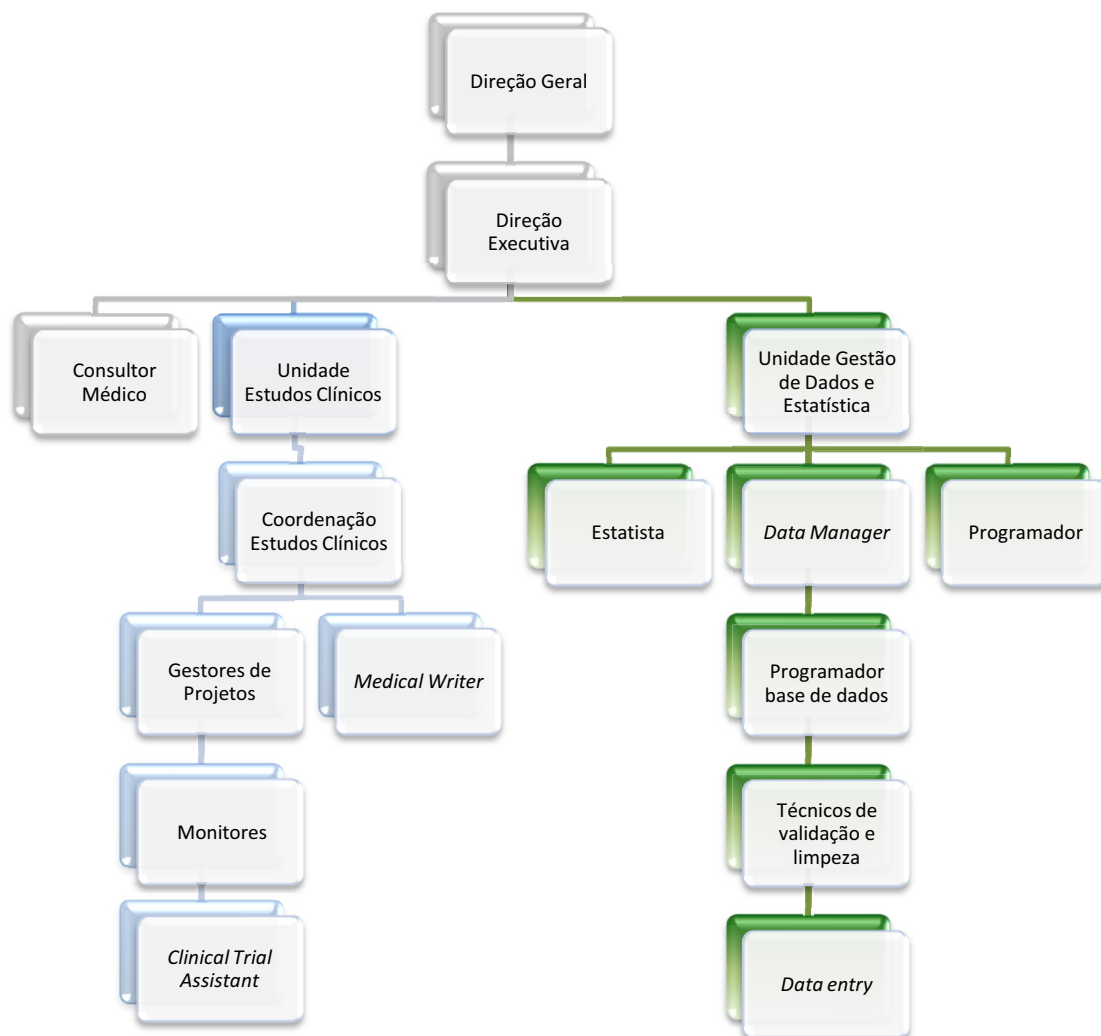 Direção Geral
Direção
Executiva
Consultor
Médico
Unidade
Estudos Clínicos
Unidade Gestão
de Dados e
Estatística
Coordenação
Estudos Clínicos
Estatista
Data Manager
Programador
Gestores de
Projetos
Medical Writer
Programador
base de dados
Monitores
Técnicos de
validação e
limpeza
Clinical Trial
Assistant
Data entry